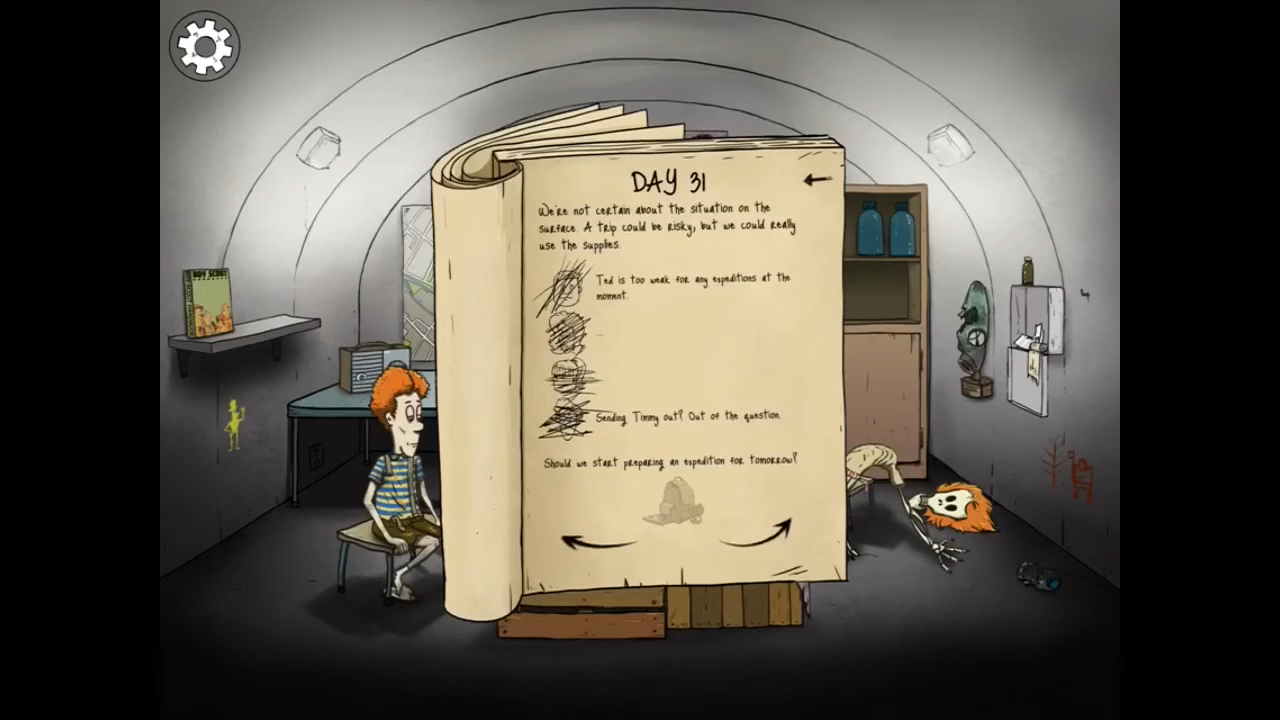 DAY 31
We're not certain about the situation on the
surface. A trip could be risky, but we could really
use the supplies.
Ted is too weak for any expeditions at the
moment.
Sending Timmy out? Out of the question.
Should we start preparing an expedition for tomorrow?
BOY SCOUT